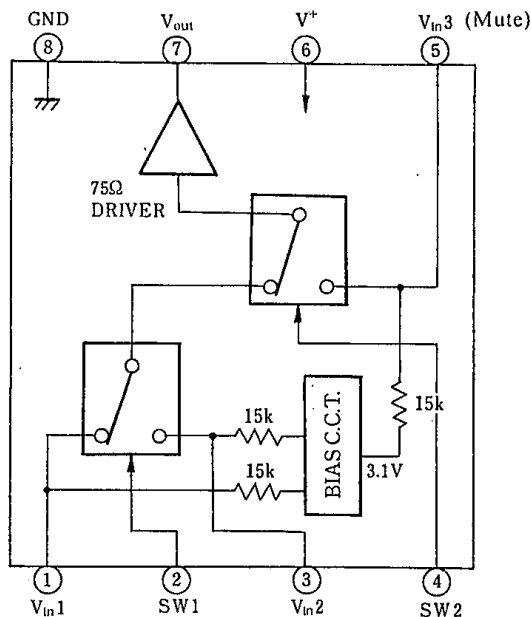 GND
Vout
V+
Vin3 (Mute)
8
7
6
5
75Ω
DRIVER
15k
15k
15k
BIAS C.C.T.
3.1V
1
2
3
4
Vin1
SW1
Vin2
SW2